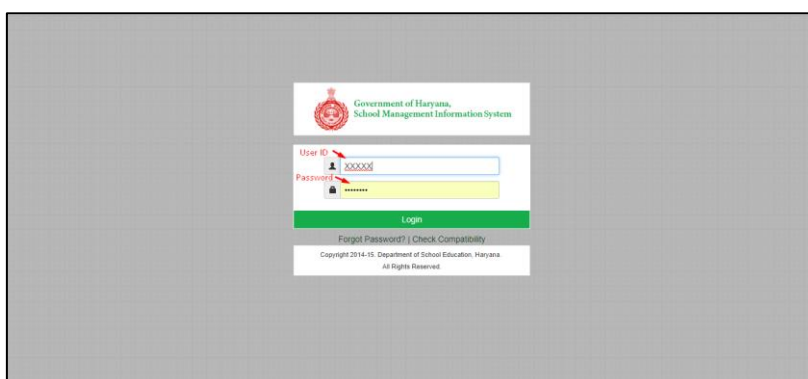 Government of Haryana,
School Management Information System
User ID
XXXXX
Password
••••••••
Login
Forgot Password? | Check Compatibility
Copyright 2014-15. Department of School Education, Haryana.
All Rights Reserved.